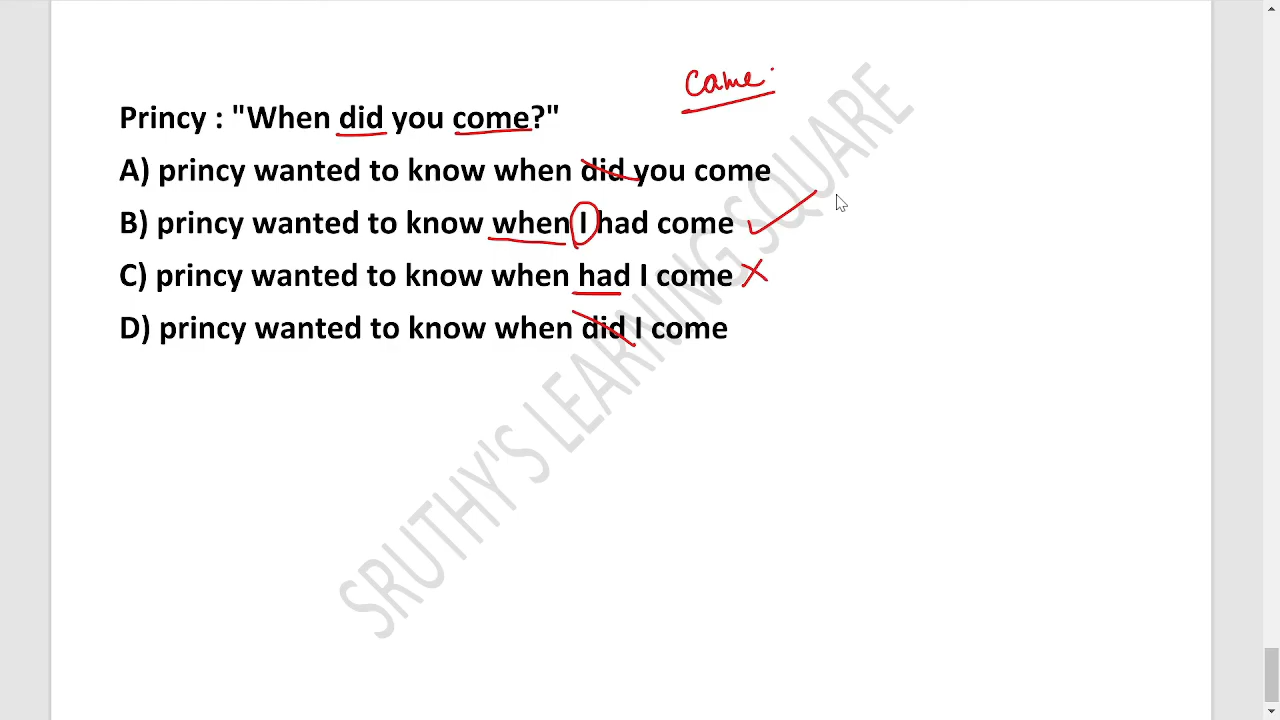 came.
Princy : "When did you come?"
A) princy wanted to know when did you come
B) princy wanted to know when I had come
C) princy wanted to know when had I come
D) princy wanted to know when did I come
SRUTHY'S LEARNING SQUARE